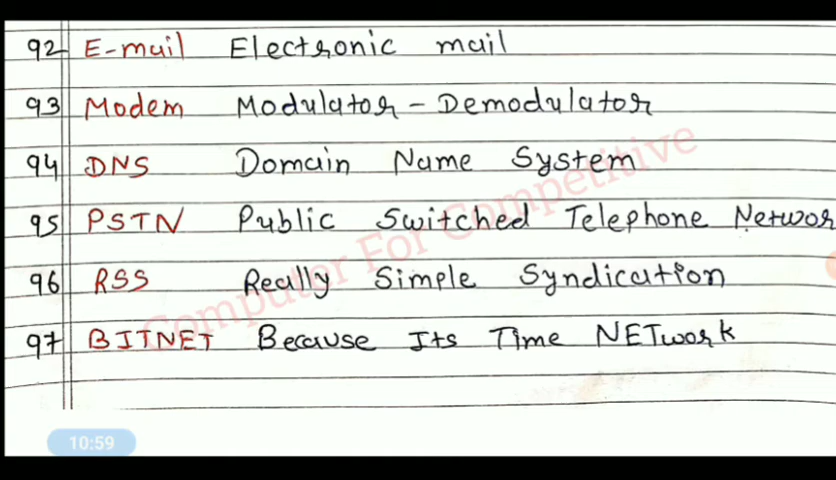 92 E-mail Electronic mail
93 Modem Modulator - Demodulator
94 DNS Domain Name System
95 PSTN Public Switched Telephone Networ
96 RSS Really Simple Syndication
97 BITNET Because Its Time NETwork
Computer For Competitive
10:59